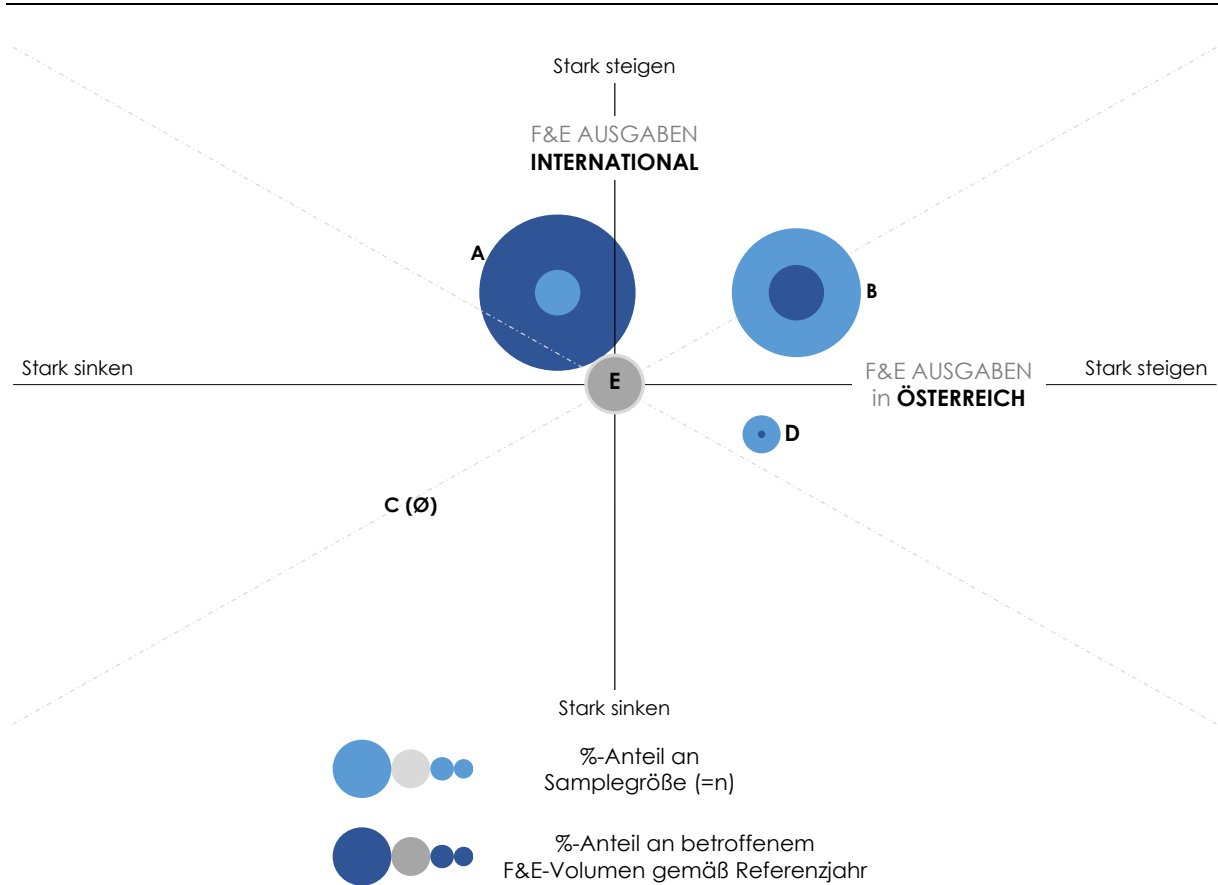 Stark steigen
F&E AUSGABEN
INTERNATIONAL
A
B
Stark sinken
E
F&E AUSGABEN
in ÖSTERREICH
Stark steigen
D
C (Ø)
Stark sinken
%-Anteil an
Samplegröße (=n)
%-Anteil an betroffenem
F&E-Volumen gemäß Referenzjahr